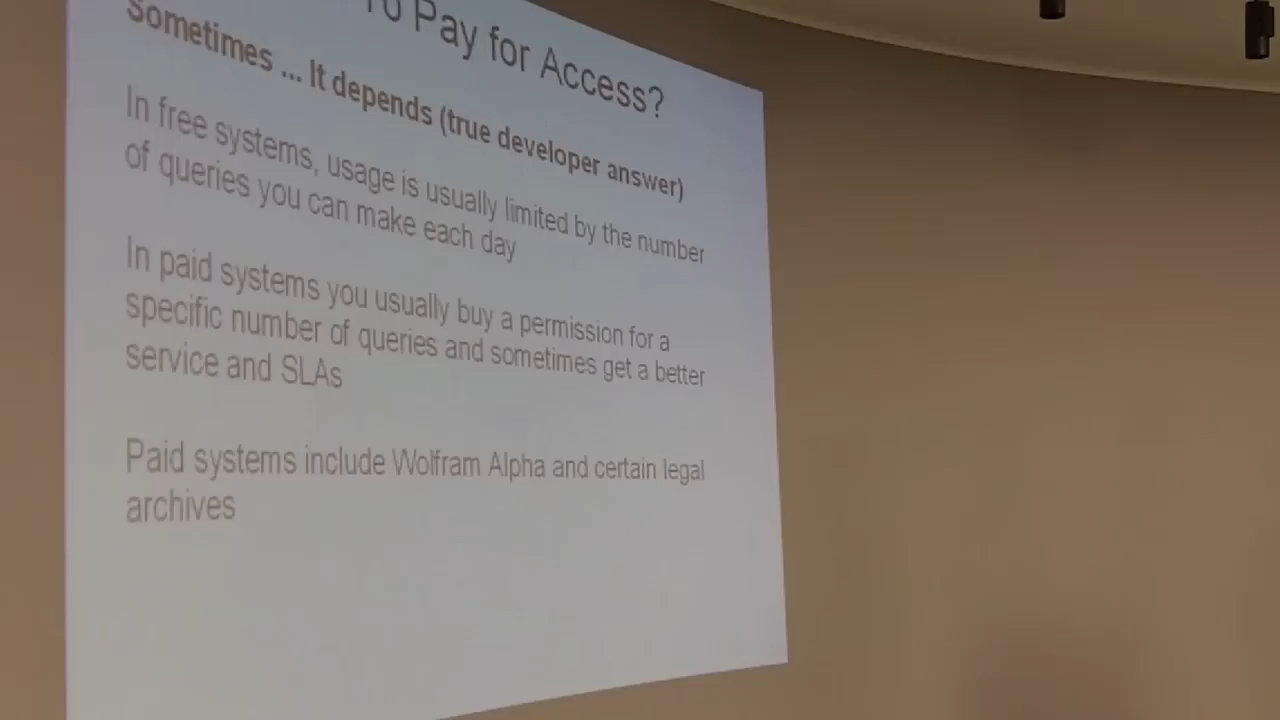 To Pay for Access?
Sometimes ... It depends (true developer answer)
In free systems, usage is usually limited by the number
of queries you can make each day
In paid systems you usually buy a permission for a
specific number of queries and sometimes get a better
service and SLAs
Paid systems include Wolfram Alpha and certain legal
archives